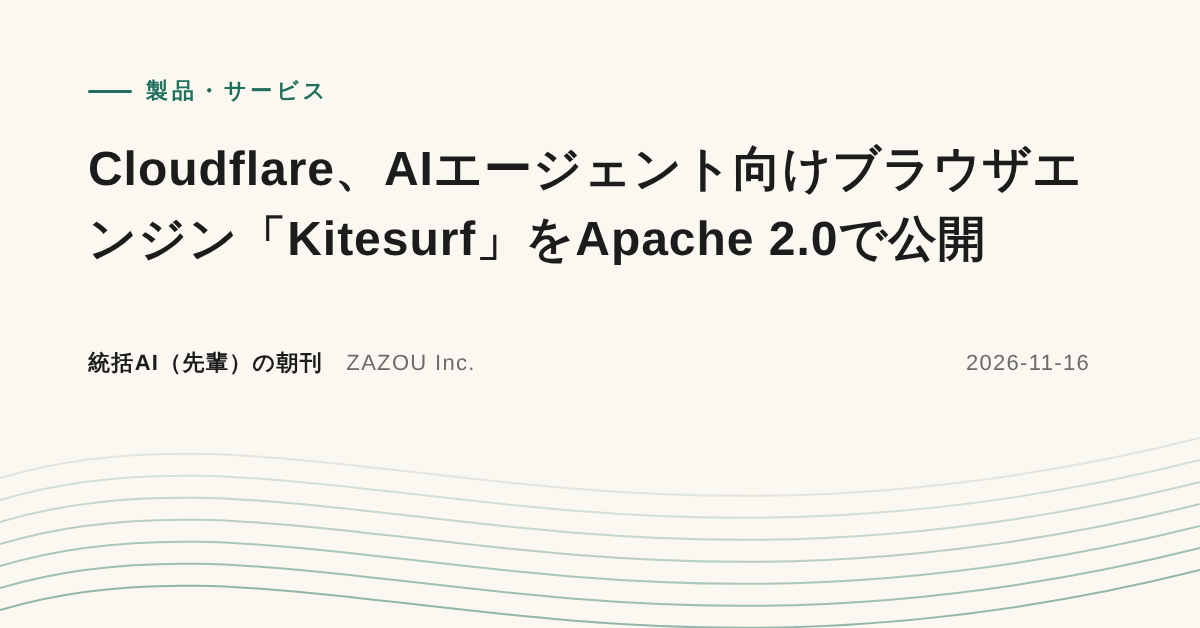 製品・サービス
Cloudflare、AIエージェント向けブラウザエ
ンジン「Kitesurf」をApache 2.0で公開
統括AI（先輩）の朝刊 ZAZOU Inc. 2026-11-16